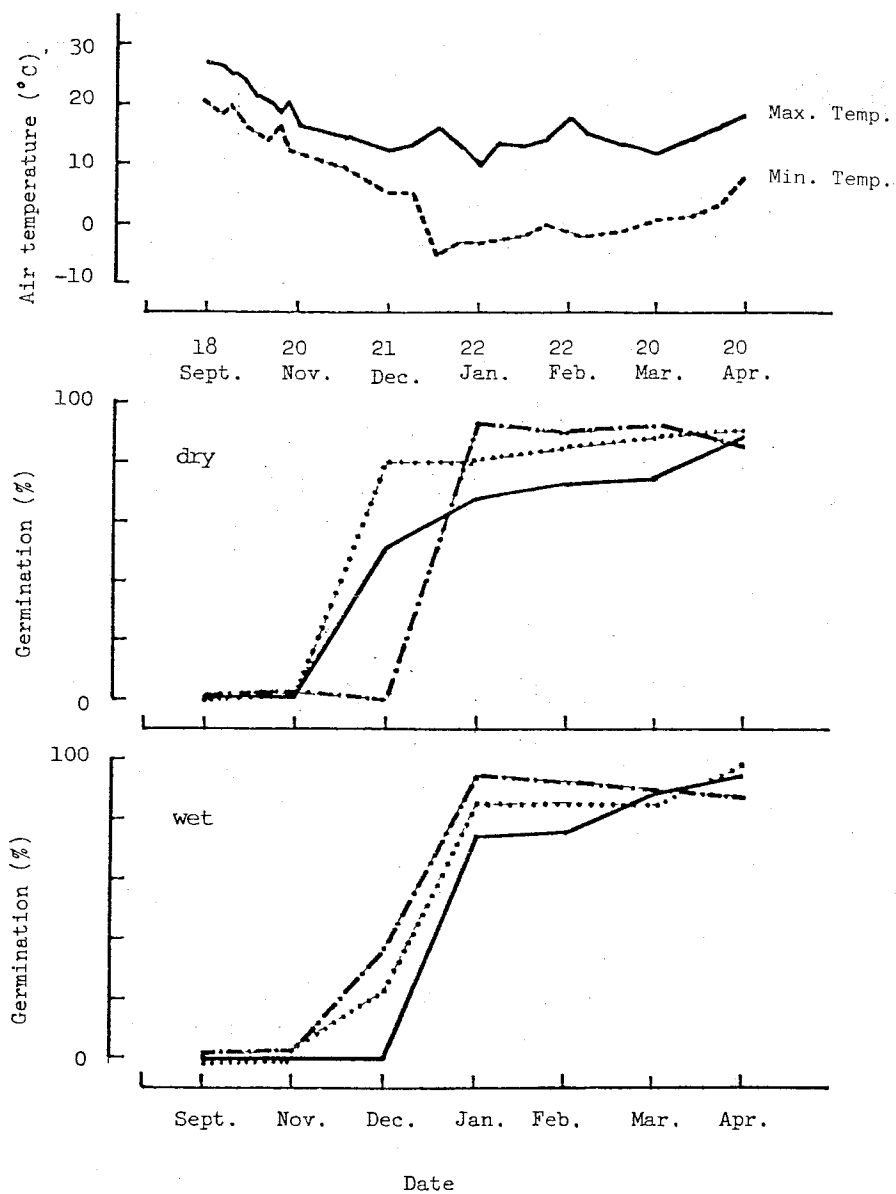 Air temperature (°C)
30
20
10
0
-10
Max. Temp.
Min. Temp.
18 20 21 22 22 20 20
Sept. Nov. Dec. Jan. Feb. Mar. Apr.
Germination (%)
100
0
dry
Germination (%)
100
0
wet
Sept. Nov. Dec. Jan. Feb. Mar. Apr.
Date